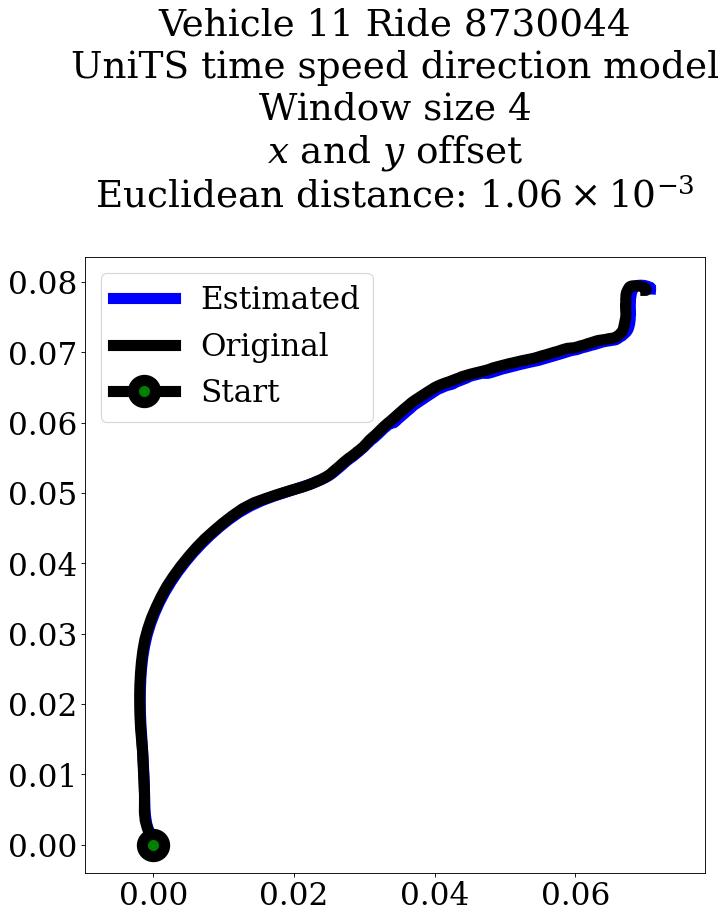 Vehicle 11 Ride 8730044
UniTS time speed direction model
Window size 4
x and y offset
Euclidean distance: 1.06 × 10⁻³
Estimated
Original
Start
0.08
0.07
0.06
0.05
0.04
0.03
0.02
0.01
0.00
0.00 0.02 0.04 0.06